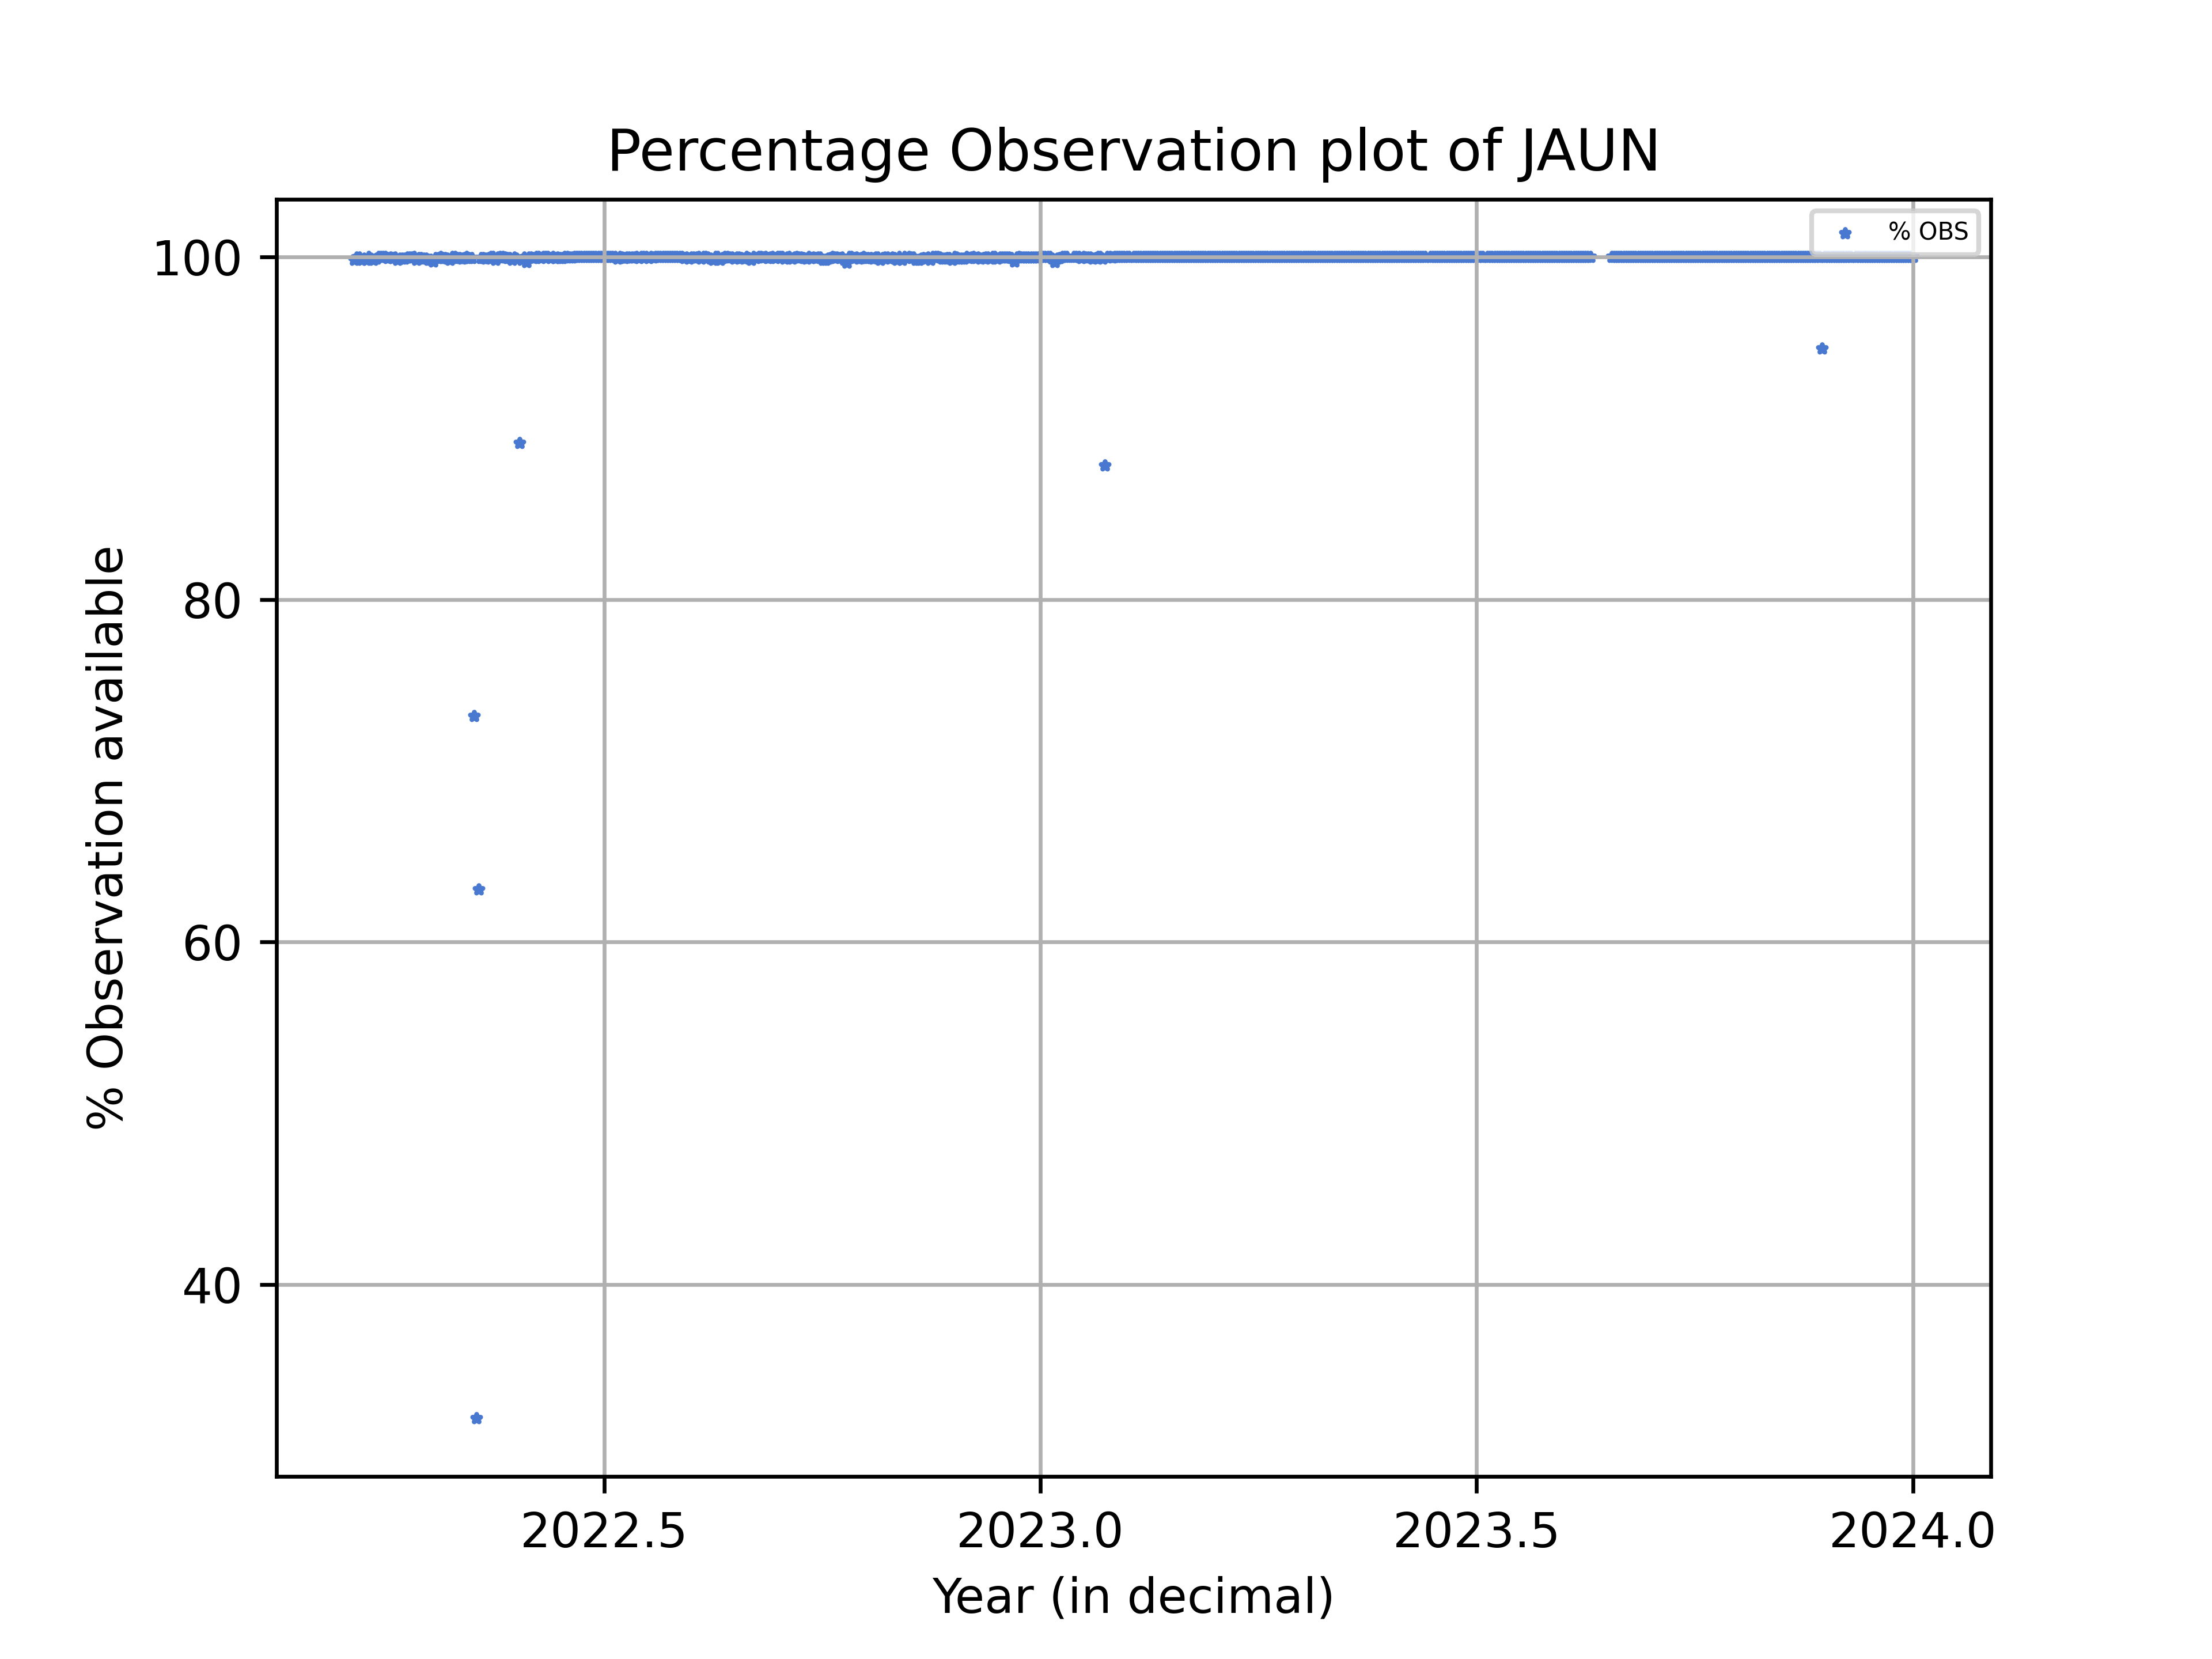 Percentage Observation plot of JAUN
% OBS
100
80
60
40
% Observation available
2022.5
2023.0
2023.5
2024.0
Year (in decimal)